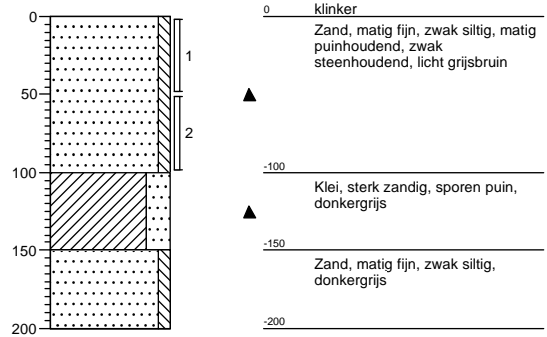 0
50
100
150
200
1
2
0
klinker
Zand, matig fijn, zwak siltig, matig
puinhoudend, zwak
steenhoudend, licht grijsbruin
-100
Klei, sterk zandig, sporen puin,
donkergrijs
-150
Zand, matig fijn, zwak siltig,
donkergrijs
-200